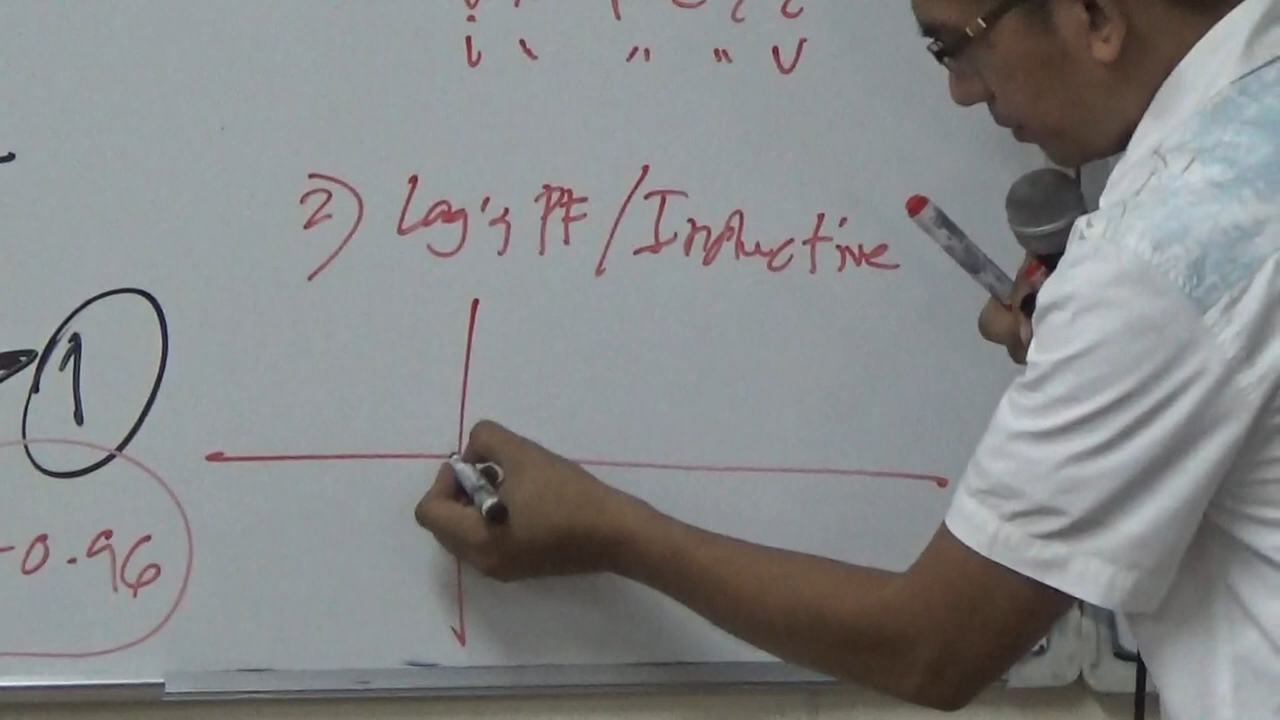 i " " " V
2) Lag'g PF / Inductive
1
-0.96